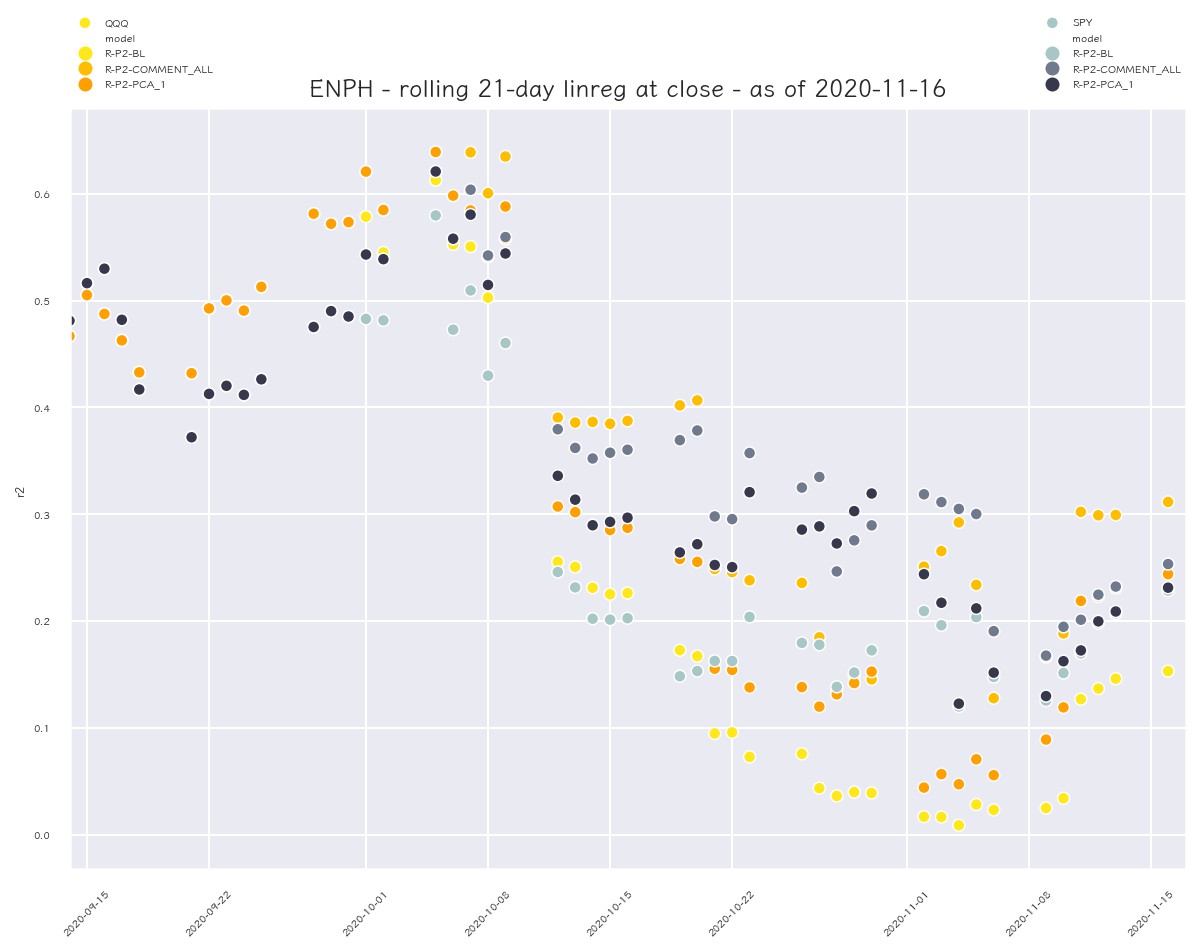 QQQ
model
R-P2-BL
R-P2-COMMENT_ALL
R-P2-PCA_1
SPY
model
R-P2-BL
R-P2-COMMENT_ALL
R-P2-PCA_1
ENPH - rolling 21-day linreg at close - as of 2020-11-16
r2
0.6
0.5
0.4
0.3
0.2
0.1
0.0
2020-09-15
2020-09-22
2020-10-01
2020-10-08
2020-10-15
2020-10-22
2020-11-01
2020-11-08
2020-11-15